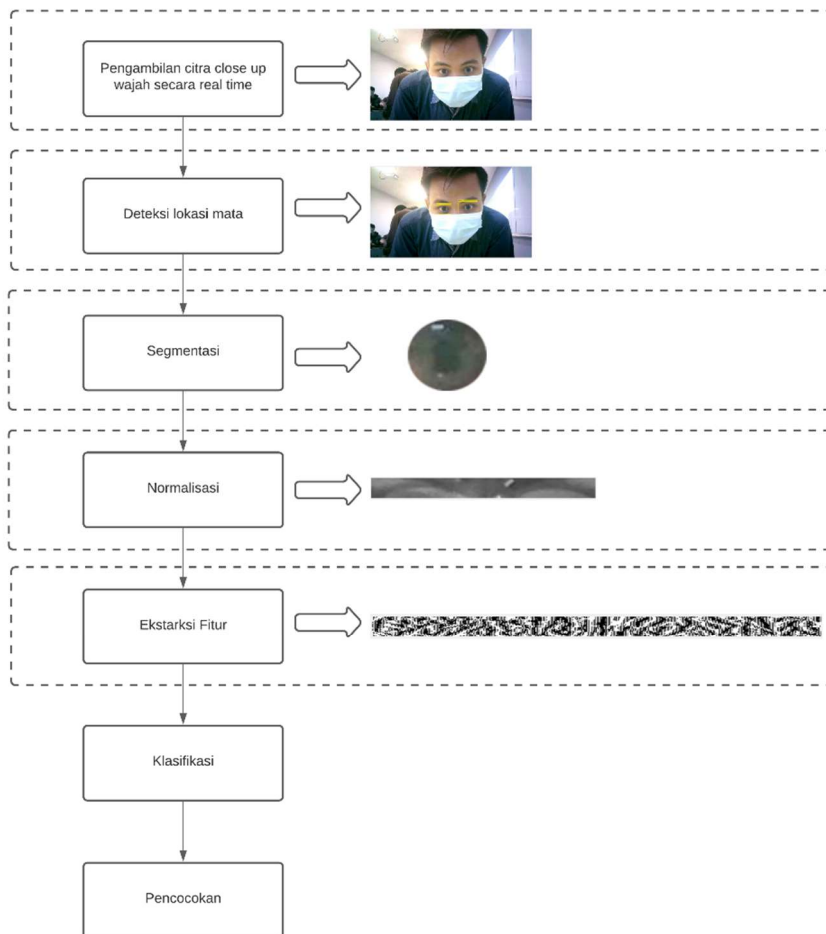 Pengambilan citra close up
wajah secara real time
Deteksi lokasi mata
Segmentasi
Normalisasi
Ekstarksi Fitur
Klasifikasi
Pencocokan